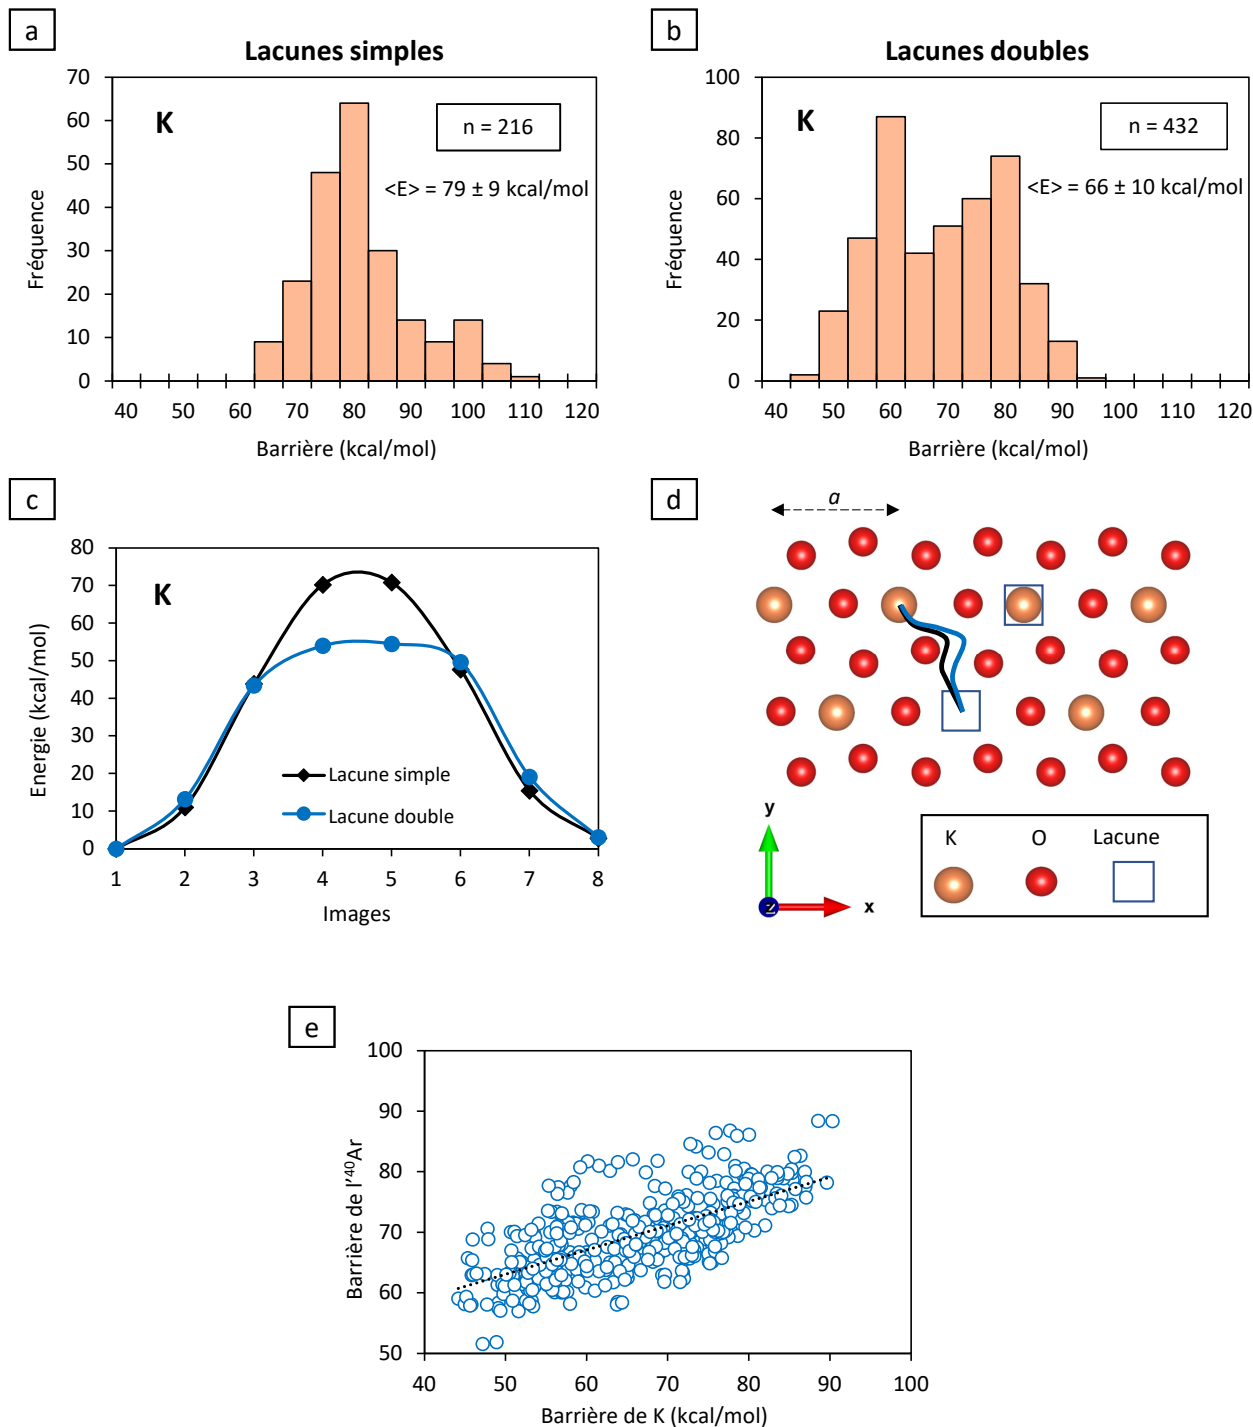 a
Lacunes simples
70
60
50
40
30
20
10
0
Fréquence
K
n = 216
<E> = 79 ± 9 kcal/mol
40 50 60 70 80 90 100 110 120
Barrière (kcal/mol)
b
Lacunes doubles
100
80
60
40
20
0
Fréquence
K
n = 432
<E> = 66 ± 10 kcal/mol
40 50 60 70 80 90 100 110 120
Barrière (kcal/mol)
c
80
70
60
50
40
30
20
10
0
Energie (kcal/mol)
K
Lacune simple
Lacune double
1 2 3 4 5 6 7 8
Images
d
a
y
z
x
K O Lacune
e
100
90
80
70
60
50
Barrière de l'⁴⁰Ar
40 50 60 70 80 90 100
Barrière de K (kcal/mol)